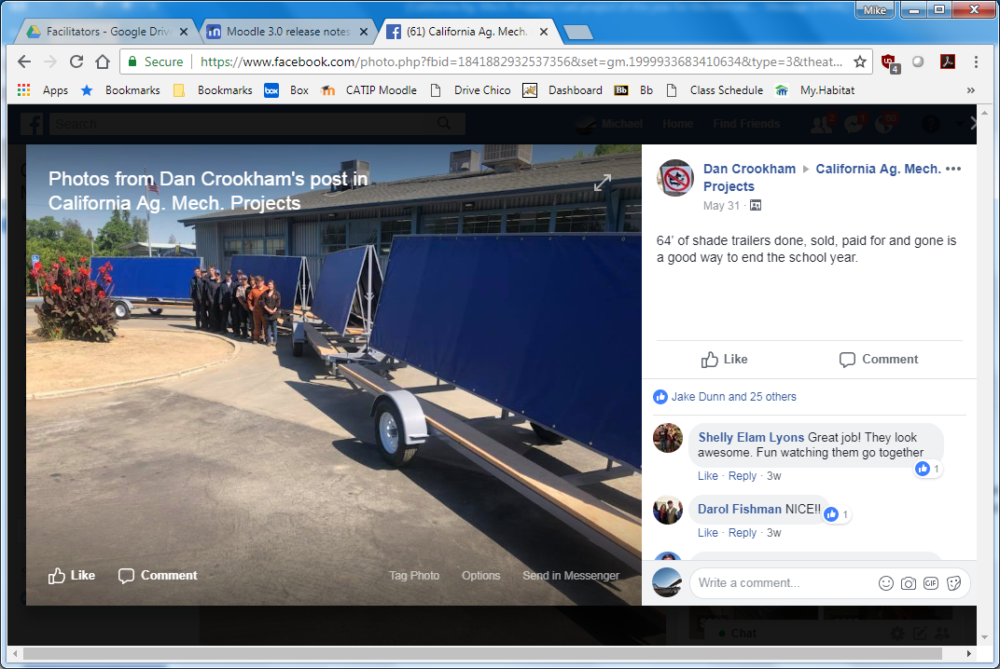 Mike
Facilitators - Google Driv
Moodle 3.0 release notes
(61) California Ag. Mech.
Secure
https://www.facebook.com/photo.php?fbid=1841882932537356&set=gm.1999933683410634&type=3&theat...
4
Apps
Bookmarks
Bookmarks
box
Box
CATIP Moodle
Drive Chico
Dashboard
Bb
Bb
Class Schedule
My.Habitat
Search
Michael
Home
Find Friends
Photos from Dan Crookham's post in
California Ag. Mech. Projects
Like
Comment
Tag Photo
Options
Send in Messenger
Dan Crookham
California Ag. Mech.
Projects
May 31 ·
64’ of shade trailers done, sold, paid for and gone is
a good way to end the school year.
Like
Comment
Jake Dunn and 25 others
Shelly Elam Lyons Great job! They look
awesome. Fun watching them go together
1
Like · Reply · 3w
Darol Fishman NICE!!
1
Like · Reply · 3w
Write a comment...
GIF
Chat